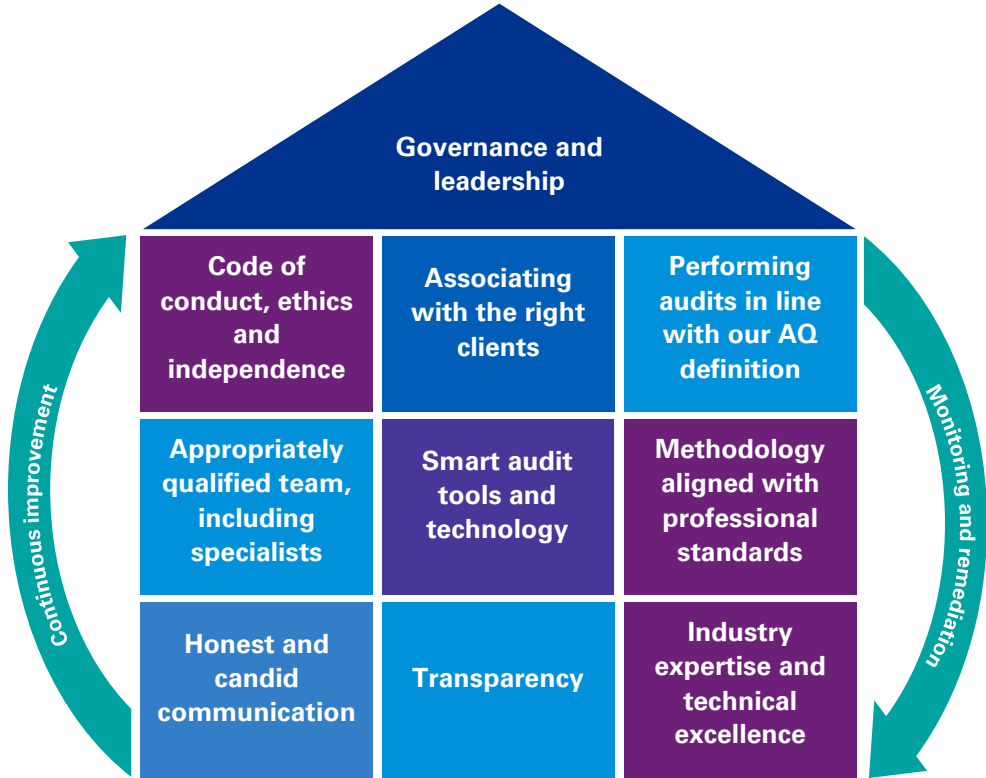 Governance and
leadership
Code of
conduct, ethics
and
independence
Associating
with the right
clients
Performing
audits in line
with our AQ
definition
Appropriately
qualified team,
including
specialists
Smart audit
tools and
technology
Methodology
aligned with
professional
standards
Honest and
candid
communication
Transparency
Industry
expertise and
technical
excellence
Continuous improvement
Monitoring and remediation